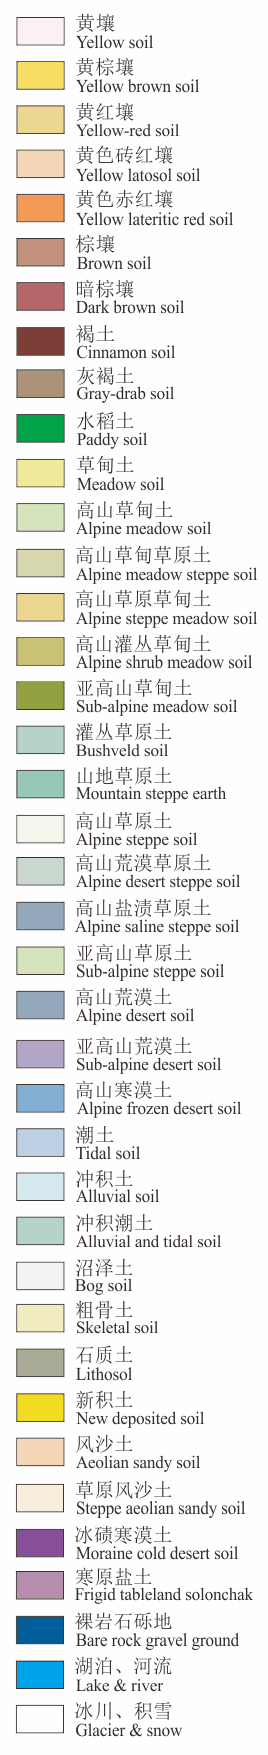 黄壤
Yellow soil
黄棕壤
Yellow brown soil
黄红壤
Yellow-red soil
黄色砖红壤
Yellow latosol soil
黄色赤红壤
Yellow lateritic red soil
棕壤
Brown soil
暗棕壤
Dark brown soil
褐土
Cinnamon soil
灰褐土
Gray-drab soil
水稻土
Paddy soil
草甸土
Meadow soil
高山草甸土
Alpine meadow soil
高山草甸草原土
Alpine meadow steppe soil
高山草原草甸土
Alpine steppe meadow soil
高山灌丛草甸土
Alpine shrub meadow soil
亚高山草甸土
Sub-alpine meadow soil
灌丛草原土
Bushveld soil
山地草原土
Mountain steppe earth
高山草原土
Alpine steppe soil
高山荒漠草原土
Alpine desert steppe soil
高山盐渍草原土
Alpine saline steppe soil
亚高山草原土
Sub-alpine steppe soil
高山荒漠土
Alpine desert soil
亚高山荒漠土
Sub-alpine desert soil
高山寒漠土
Alpine frozen desert soil
潮土
Tidal soil
冲积土
Alluvial soil
冲积潮土
Alluvial and tidal soil
沼泽土
Bog soil
粗骨土
Skeletal soil
石质土
Lithosol
新积土
New deposited soil
风沙土
Aeolian sandy soil
草原风沙土
Steppe aeolian sandy soil
冰碛寒漠土
Moraine cold desert soil
寒原盐土
Frigid tableland solonchak
裸岩石砾地
Bare rock gravel ground
湖泊、河流
Lake & river
冰川、积雪
Glacier & snow